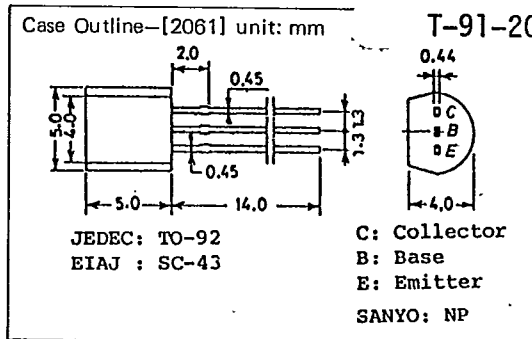 Case Outline—[2061] unit: mm
T-91-20
2.0
0.45
0.44
5.0
4.0
1.3
1.3
C
B
E
0.45
5.0
14.0
4.0
JEDEC: TO-92
EIAJ : SC-43
C: Collector
B: Base
E: Emitter
SANYO: NP